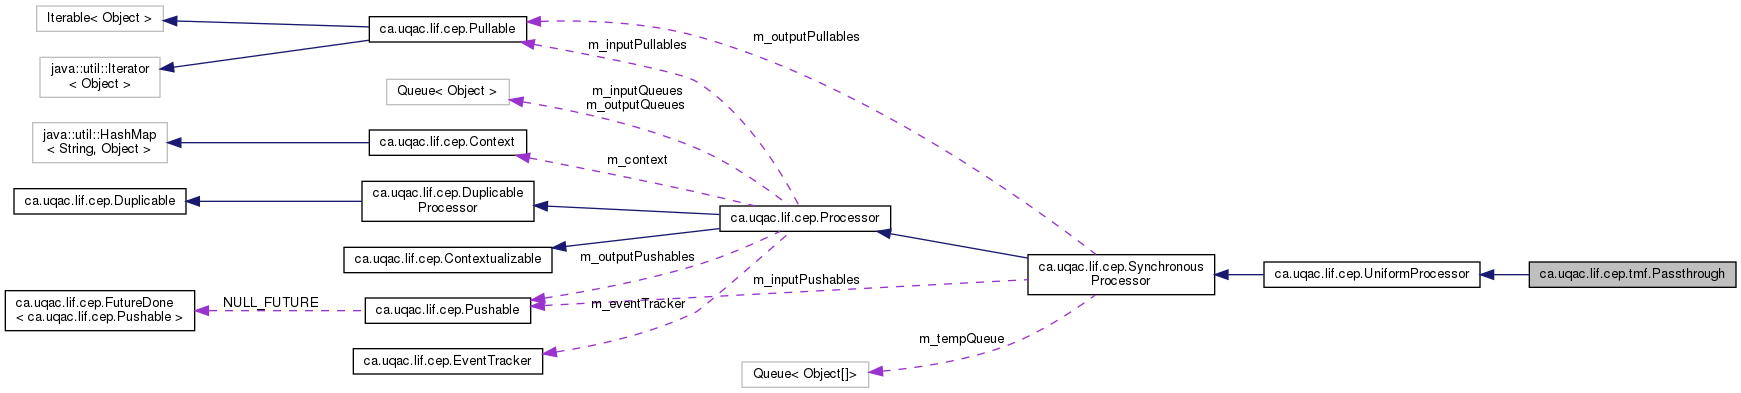 Iterable< Object >
ca.uqac.lif.cep.Pullable
m_outputPullables
m_inputPullables
java::util::Iterator
< Object >
Queue< Object >
m_inputQueues
m_outputQueues
java::util::HashMap
< String, Object >
ca.uqac.lif.cep.Context
m_context
ca.uqac.lif.cep.Duplicable
ca.uqac.lif.cep.Duplicable
Processor
ca.uqac.lif.cep.Processor
ca.uqac.lif.cep.Contextualizable
m_outputPushables
m_inputPushables
ca.uqac.lif.cep.Synchronous
Processor
ca.uqac.lif.cep.UniformProcessor
ca.uqac.lif.cep.tmf.Passthrough
ca.uqac.lif.cep.FutureDone
< ca.uqac.lif.cep.Pushable >
NULL_FUTURE
ca.uqac.lif.cep.Pushable
m_eventTracker
m_tempQueue
ca.uqac.lif.cep.EventTracker
Queue< Object[]>